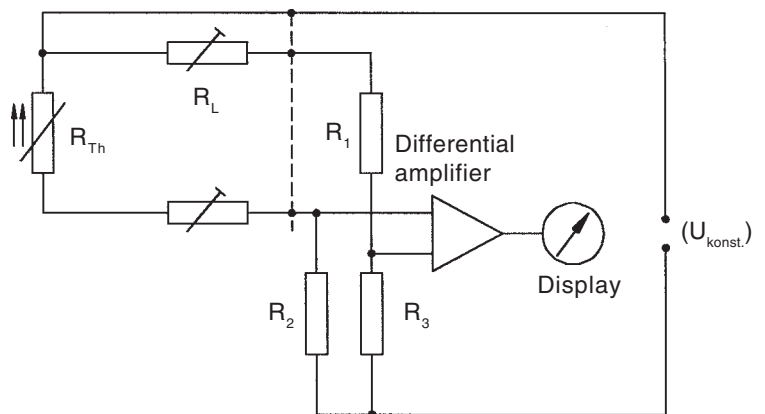 R_L
R_Th
R_1
Differential
amplifier
(U_konst.)
Display
R_2
R_3